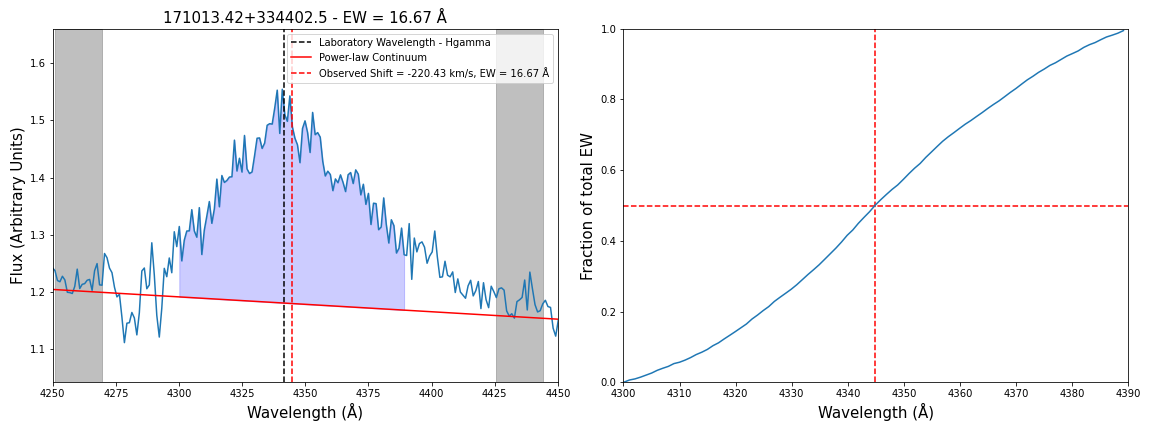 171013.42+334402.5 - EW = 16.67 Å
Laboratory Wavelength - Hgamma
Power-law Continuum
Observed Shift = -220.43 km/s, EW = 16.67 Å
Flux (Arbitrary Units)
1.6
1.5
1.4
1.3
1.2
1.1
4250 4275 4300 4325 4350 4375 4400 4425 4450
Wavelength (Å)
Fraction of total EW
1.0
0.8
0.6
0.4
0.2
0.0
4300 4310 4320 4330 4340 4350 4360 4370 4380 4390
Wavelength (Å)